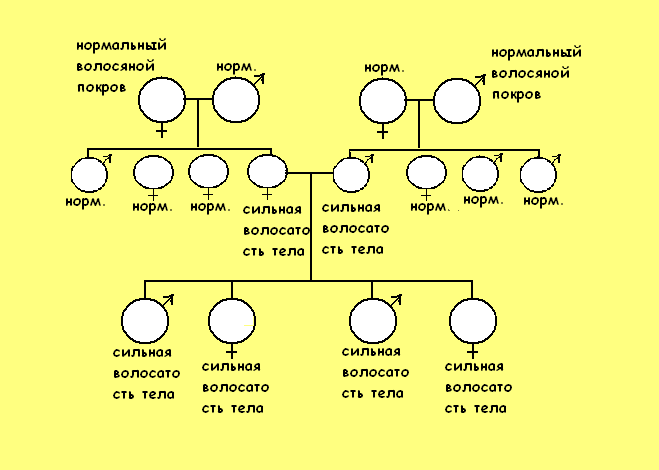 нормальный
волосяной
покров
норм.
норм.
нормальный
волосяной
покров
норм.
норм.
норм.
сильная
волосато
сть тела
сильная
волосато
сть тела
норм.
норм.
норм.
сильная
волосато
сть тела
сильная
волосато
сть тела
сильная
волосато
сть тела
сильная
волосато
сть тела